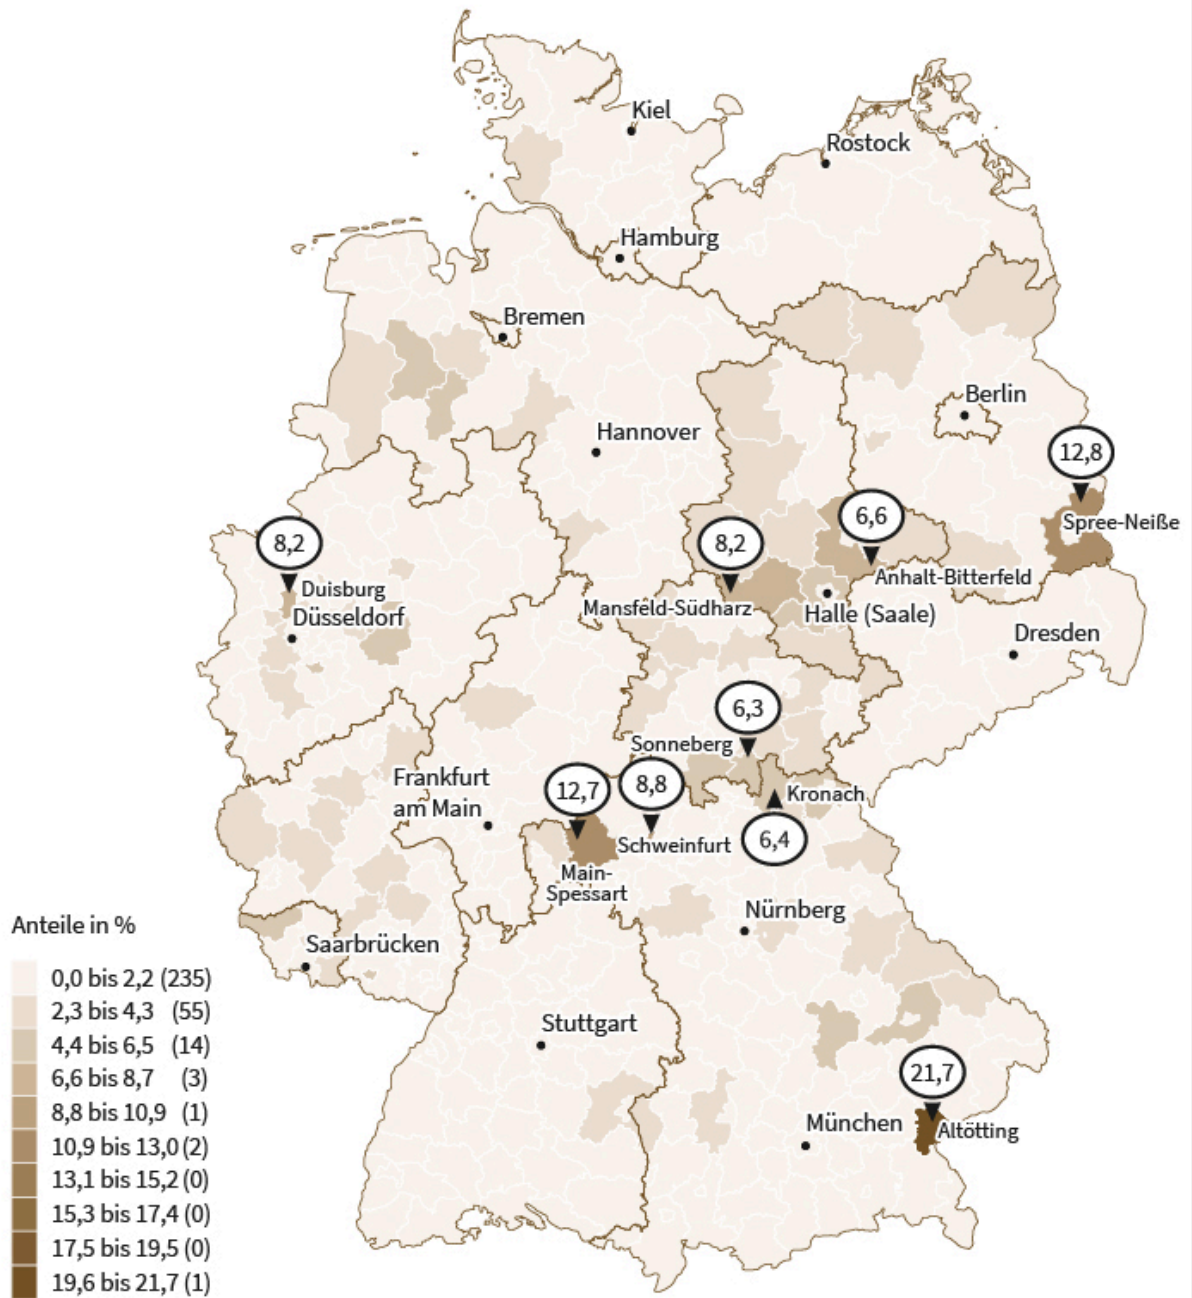 Kiel
Rostock
Hamburg
Bremen
Berlin
Hannover
12,8
Spree-Neiße
6,6
8,2
8,2
Duisburg
Anhalt-Bitterfeld
Mansfeld-Südharz
Halle (Saale)
Düsseldorf
Dresden
6,3
Sonneberg
Frankfurt
am Main
12,7
8,8
Kronach
6,4
Schweinfurt
Main-
Spessart
Nürnberg
Saarbrücken
Stuttgart
21,7
München
Altötting
Anteile in %
0,0 bis 2,2 (235)
2,3 bis 4,3 (55)
4,4 bis 6,5 (14)
6,6 bis 8,7 (3)
8,8 bis 10,9 (1)
10,9 bis 13,0 (2)
13,1 bis 15,2 (0)
15,3 bis 17,4 (0)
17,5 bis 19,5 (0)
19,6 bis 21,7 (1)